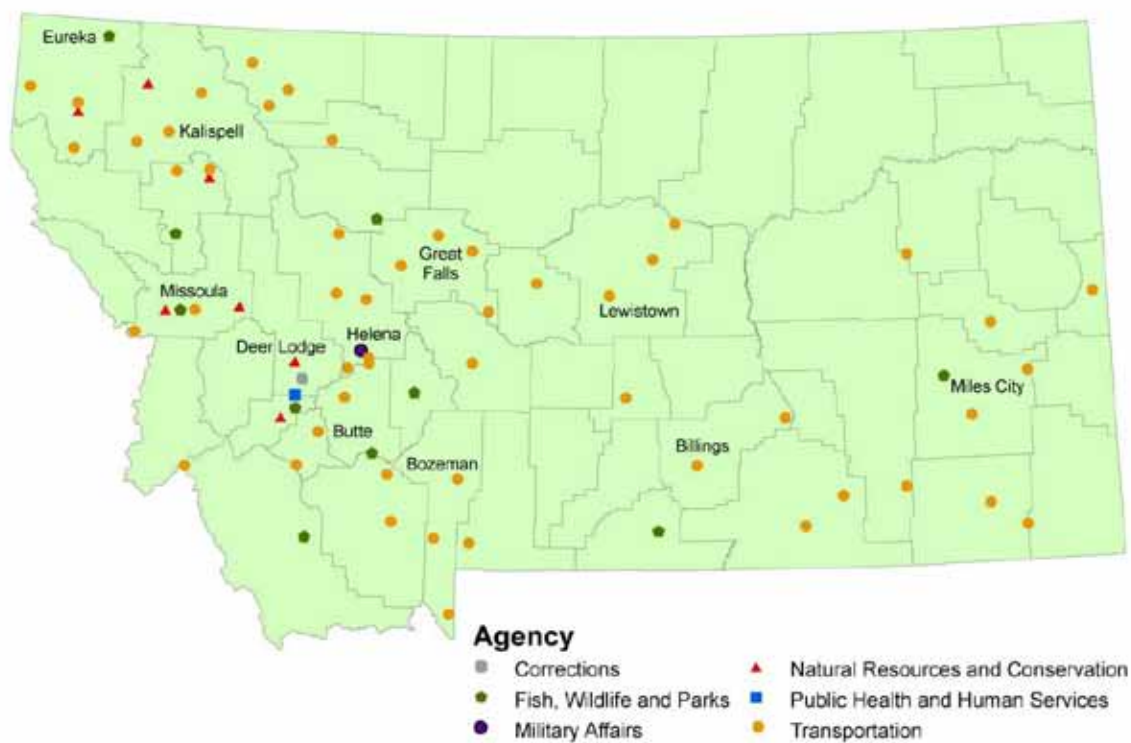 Eureka
Kalispell
Great
Falls
Missoula
Lewistown
Helena
Deer Lodge
Miles City
Butte
Billings
Bozeman
Agency
Corrections
Fish, Wildlife and Parks
Military Affairs
Natural Resources and Conservation
Public Health and Human Services
Transportation